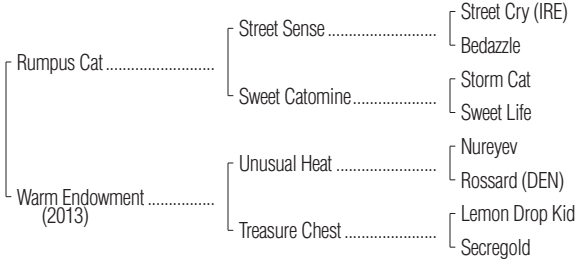 Street Cry (IRE)
Street Sense ..............................
Bedazzle
Rumpus Cat ..............................
Storm Cat
Sweet Catomine ......................
Sweet Life
Nureyev
Unusual Heat ...........................
Rossard (DEN)
Warm Endowment ................
(2013)
Lemon Drop Kid
Treasure Chest ........................
Secregold